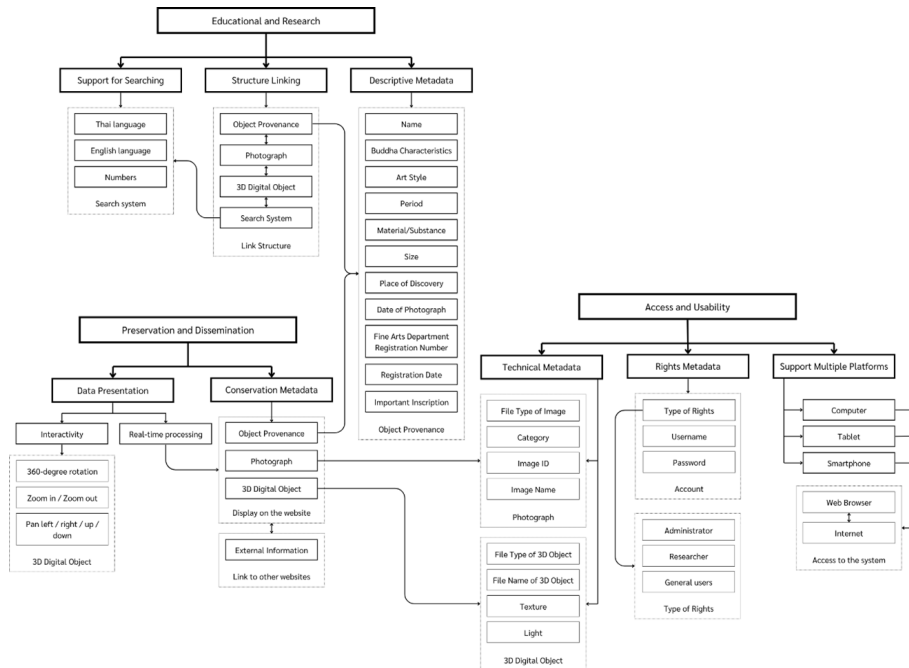 Educational and Research
Support for Searching
Structure Linking
Descriptive Metadata
Thai language
English language
Numbers
Search system
Object Provenance
Photograph
3D Digital Object
Search System
Link Structure
Name
Buddha Characteristics
Art Style
Period
Material/Substance
Size
Place of Discovery
Date of Photograph
Fine Arts Department
Registration Number
Registration Date
Important Inscription
Object Provenance
Preservation and Dissemination
Data Presentation
Conservation Metadata
Interactivity
Real-time processing
360-degree rotation
Zoom in / Zoom out
Pan left / right / up /
down
3D Digital Object
Object Provenance
Photograph
3D Digital Object
Display on the website
External Information
Link to other websites
Access and Usability
Technical Metadata
Rights Metadata
Support Multiple Platforms
File Type of Image
Category
Image ID
Image Name
Photograph
File Type of 3D Object
File Name of 3D Object
Texture
Light
3D Digital Object
Type of Rights
Username
Password
Account
Administrator
Researcher
General users
Type of Rights
Computer
Tablet
Smartphone
Web Browser
Internet
Access to the system